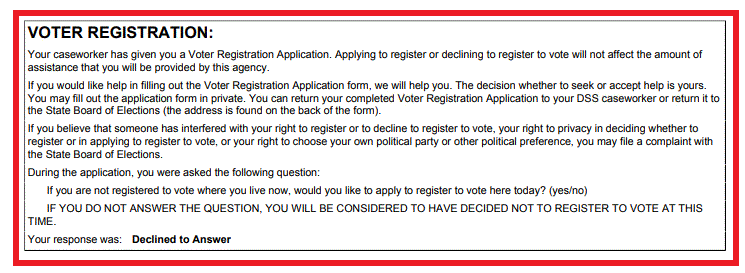 VOTER REGISTRATION:
Your caseworker has given you a Voter Registration Application. Applying to register or declining to register to vote will not affect the amount of
assistance that you will be provided by this agency.
If you would like help in filling out the Voter Registration Application form, we will help you. The decision whether to seek or accept help is yours.
You may fill out the application form in private. You can return your completed Voter Registration Application to your DSS caseworker or return it to
the State Board of Elections (the address is found on the back of the form).
If you believe that someone has interfered with your right to register or to decline to register to vote, your right to privacy in deciding whether to
register or in applying to register to vote, or your right to choose your own political party or other political preference, you may file a complaint with
the State Board of Elections.
During the application, you were asked the following question:
If you are not registered to vote where you live now, would you like to apply to register to vote here today? (yes/no)
IF YOU DO NOT ANSWER THE QUESTION, YOU WILL BE CONSIDERED TO HAVE DECIDED NOT TO REGISTER TO VOTE AT THIS
TIME.
Your response was: Declined to Answer